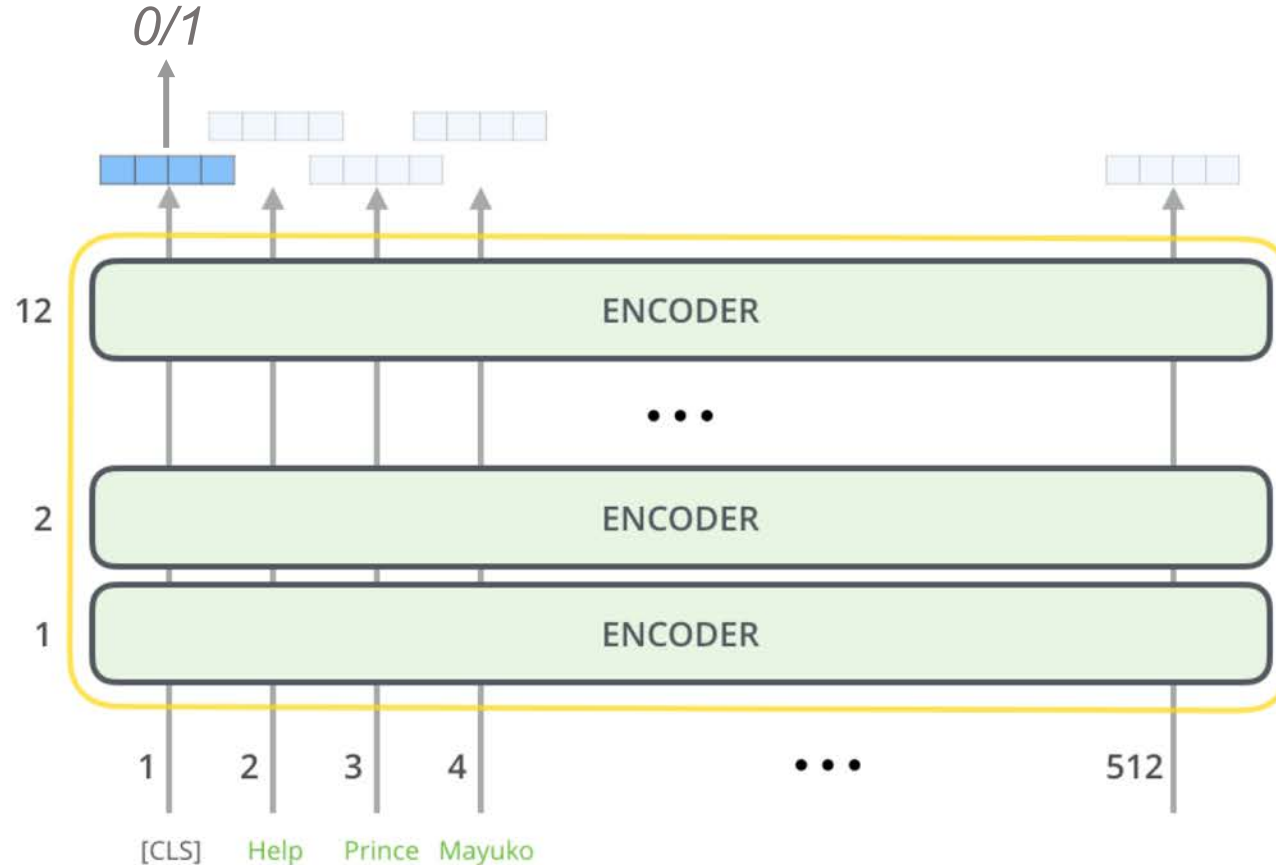 0/1
12 ENCODER
...
2 ENCODER
1 ENCODER
1 2 3 4 ... 512
[CLS] Help Prince Mayuko